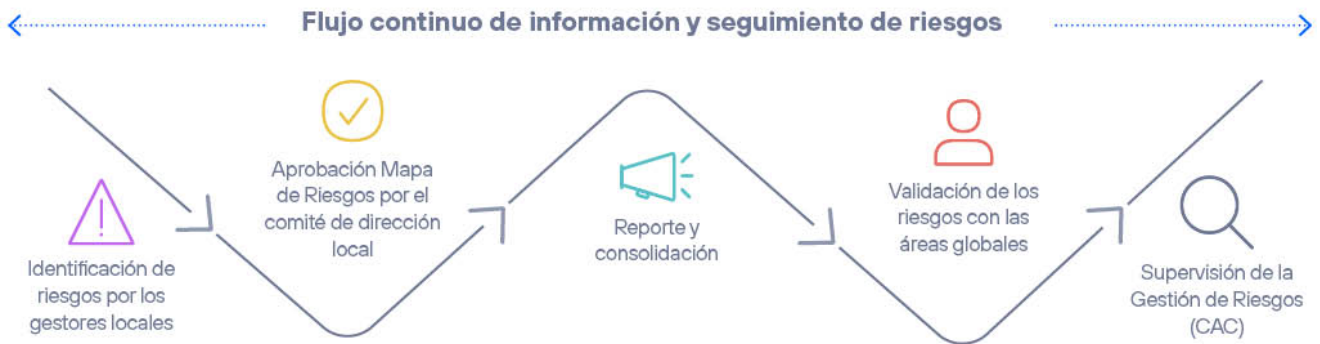 Flujo continuo de información y seguimiento de riesgos
Identificación de
riesgos por los
gestores locales
Aprobación Mapa
de Riesgos por el
comité de dirección
local
Reporte y
consolidación
Validación de los
riesgos con las
áreas globales
Supervisión de la
Gestión de Riesgos
(CAC)